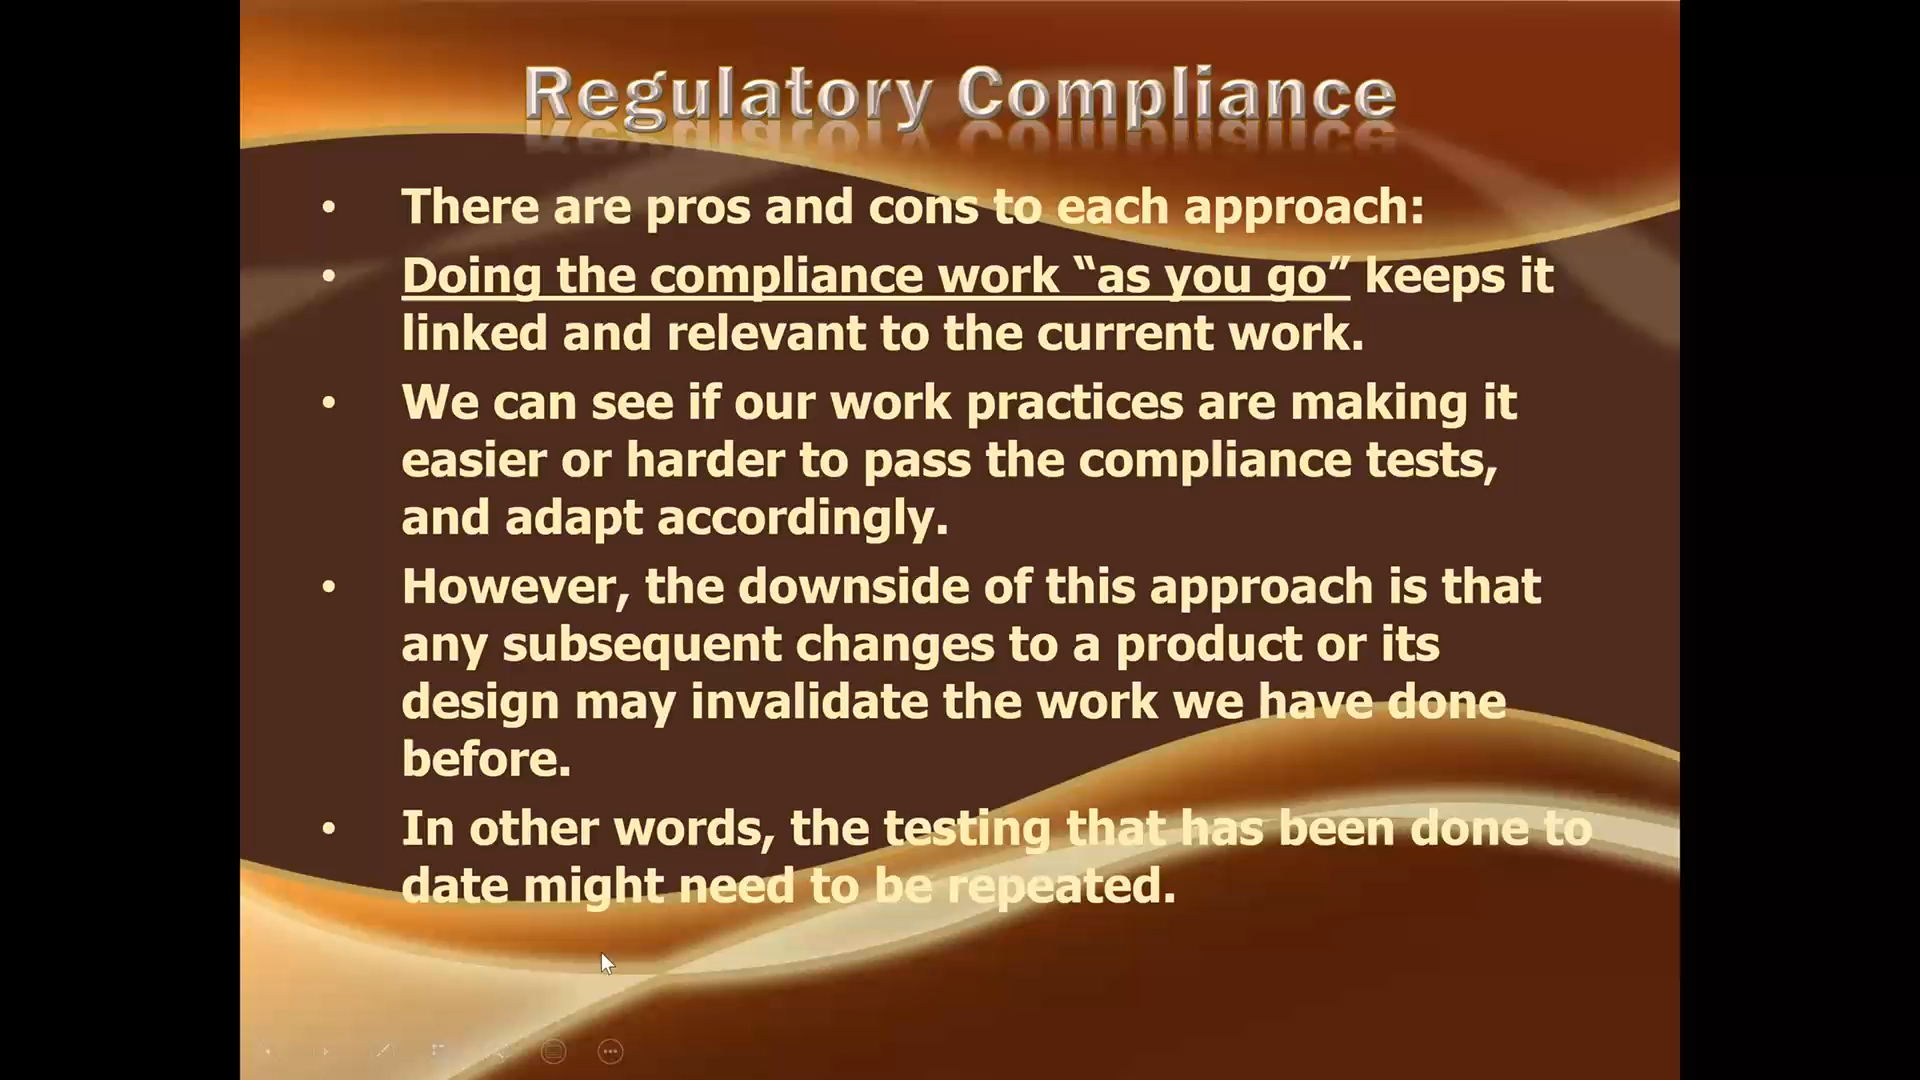 Regulatory Compliance
• There are pros and cons to each approach:
• Doing the compliance work “as you go” keeps it
linked and relevant to the current work.
• We can see if our work practices are making it
easier or harder to pass the compliance tests,
and adapt accordingly.
• However, the downside of this approach is that
any subsequent changes to a product or its
design may invalidate the work we have done
before.
• In other words, the testing that has been done to
date might need to be repeated.